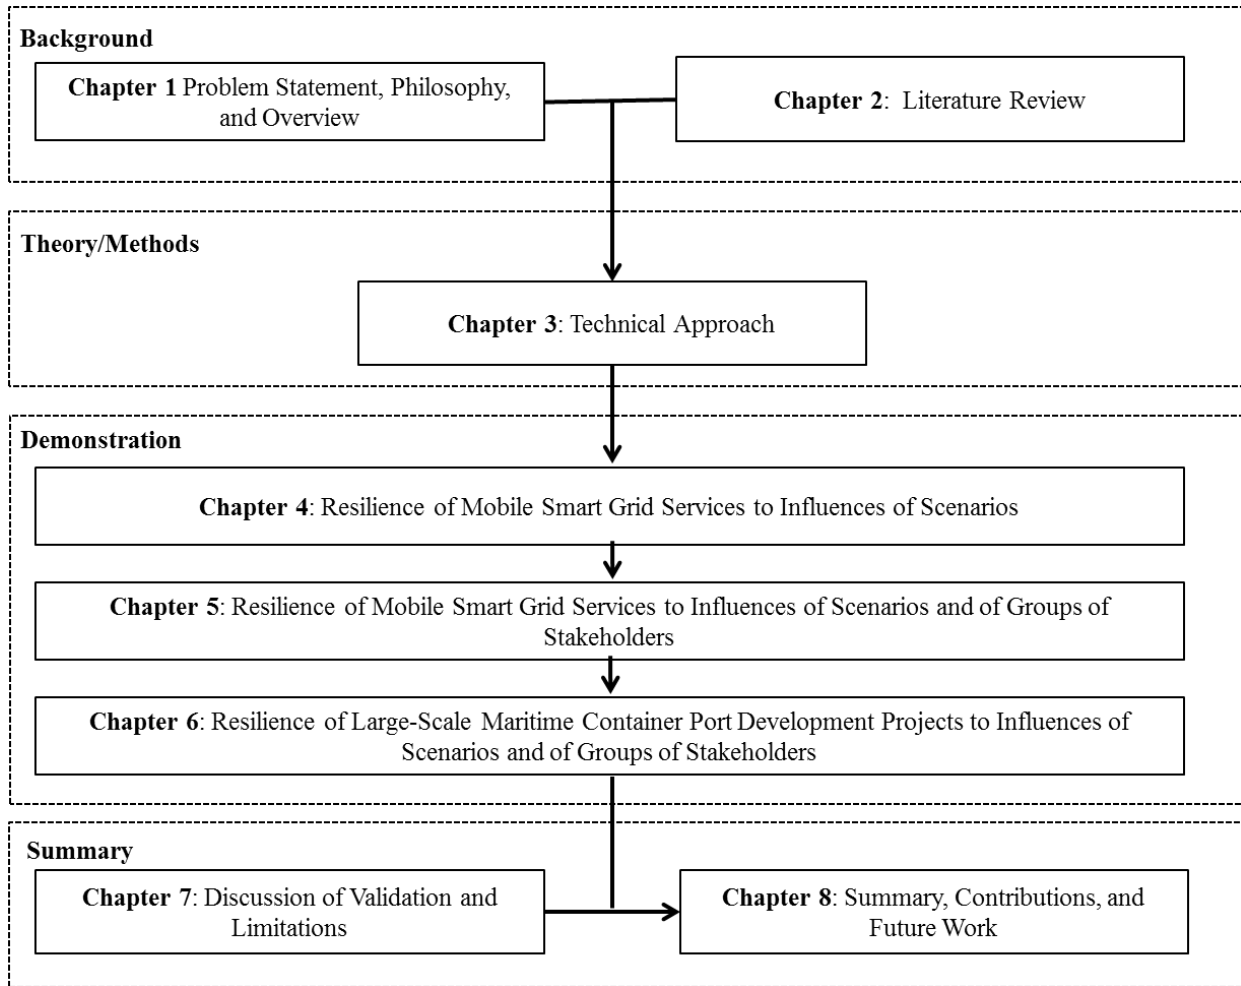 Background
Chapter 1 Problem Statement, Philosophy,
and Overview
Chapter 2: Literature Review
Theory/Methods
Chapter 3: Technical Approach
Demonstration
Chapter 4: Resilience of Mobile Smart Grid Services to Influences of Scenarios
Chapter 5: Resilience of Mobile Smart Grid Services to Influences of Scenarios and of Groups of
Stakeholders
Chapter 6: Resilience of Large-Scale Maritime Container Port Development Projects to Influences of
Scenarios and of Groups of Stakeholders
Summary
Chapter 7: Discussion of Validation and
Limitations
Chapter 8: Summary, Contributions, and
Future Work